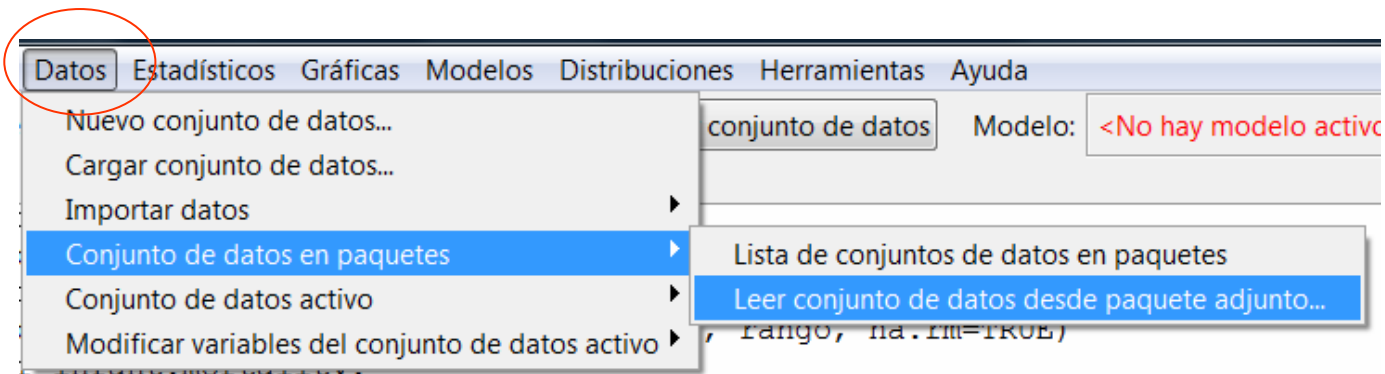 Datos Estadísticos Gráficas Modelos Distribuciones Herramientas Ayuda
Nuevo conjunto de datos...
conjunto de datos Modelo: <No hay modelo activo
Cargar conjunto de datos...
Importar datos
Conjunto de datos en paquetes
Lista de conjuntos de datos en paquetes
Conjunto de datos activo
Leer conjunto de datos desde paquete adjunto...
Modificar variables del conjunto de datos activo
, rango, na.rm=TRUE)